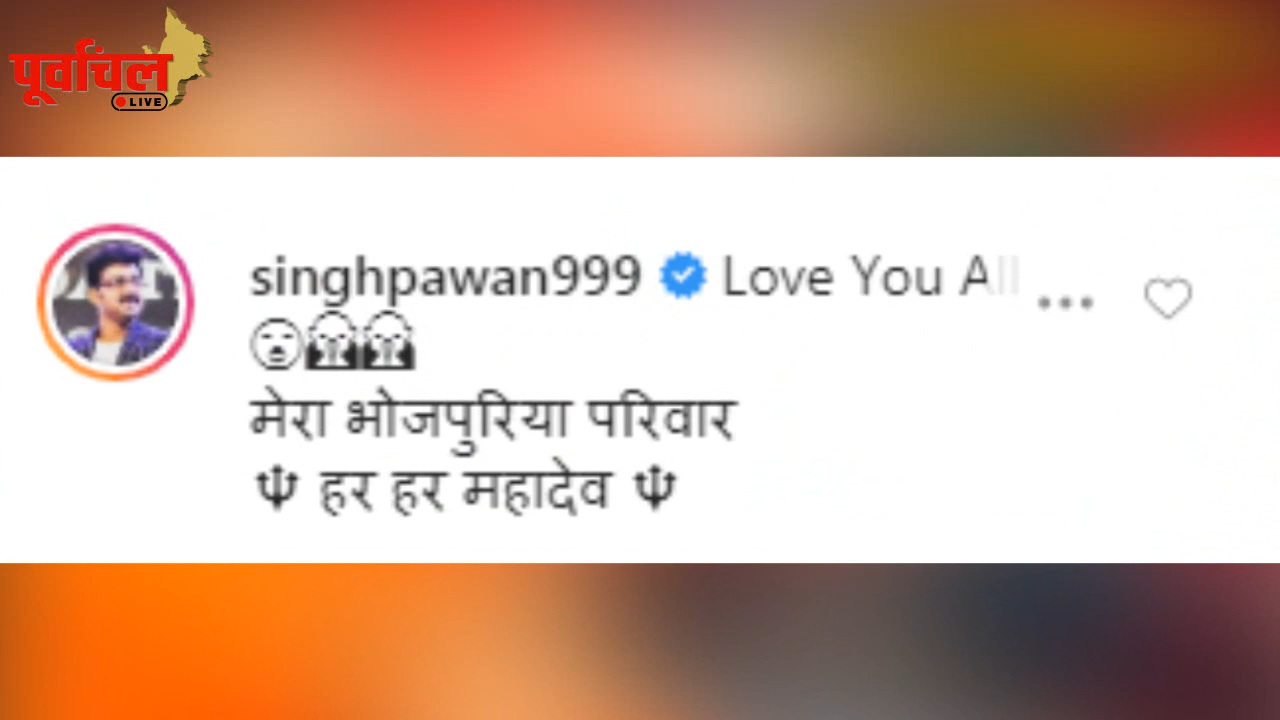 पूर्वांचल
LIVE
singhpawan999 Love You All
😚🙏🙏
मेरा भोजपुरिया परिवार
🔱 हर हर महादेव 🔱